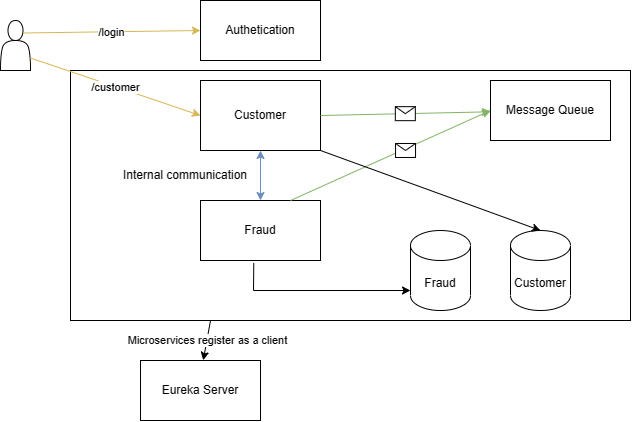 /login
Authetication
/customer
Customer
Message Queue
Internal communication
Fraud
Fraud
Customer
Microservices register as a client
Eureka Server